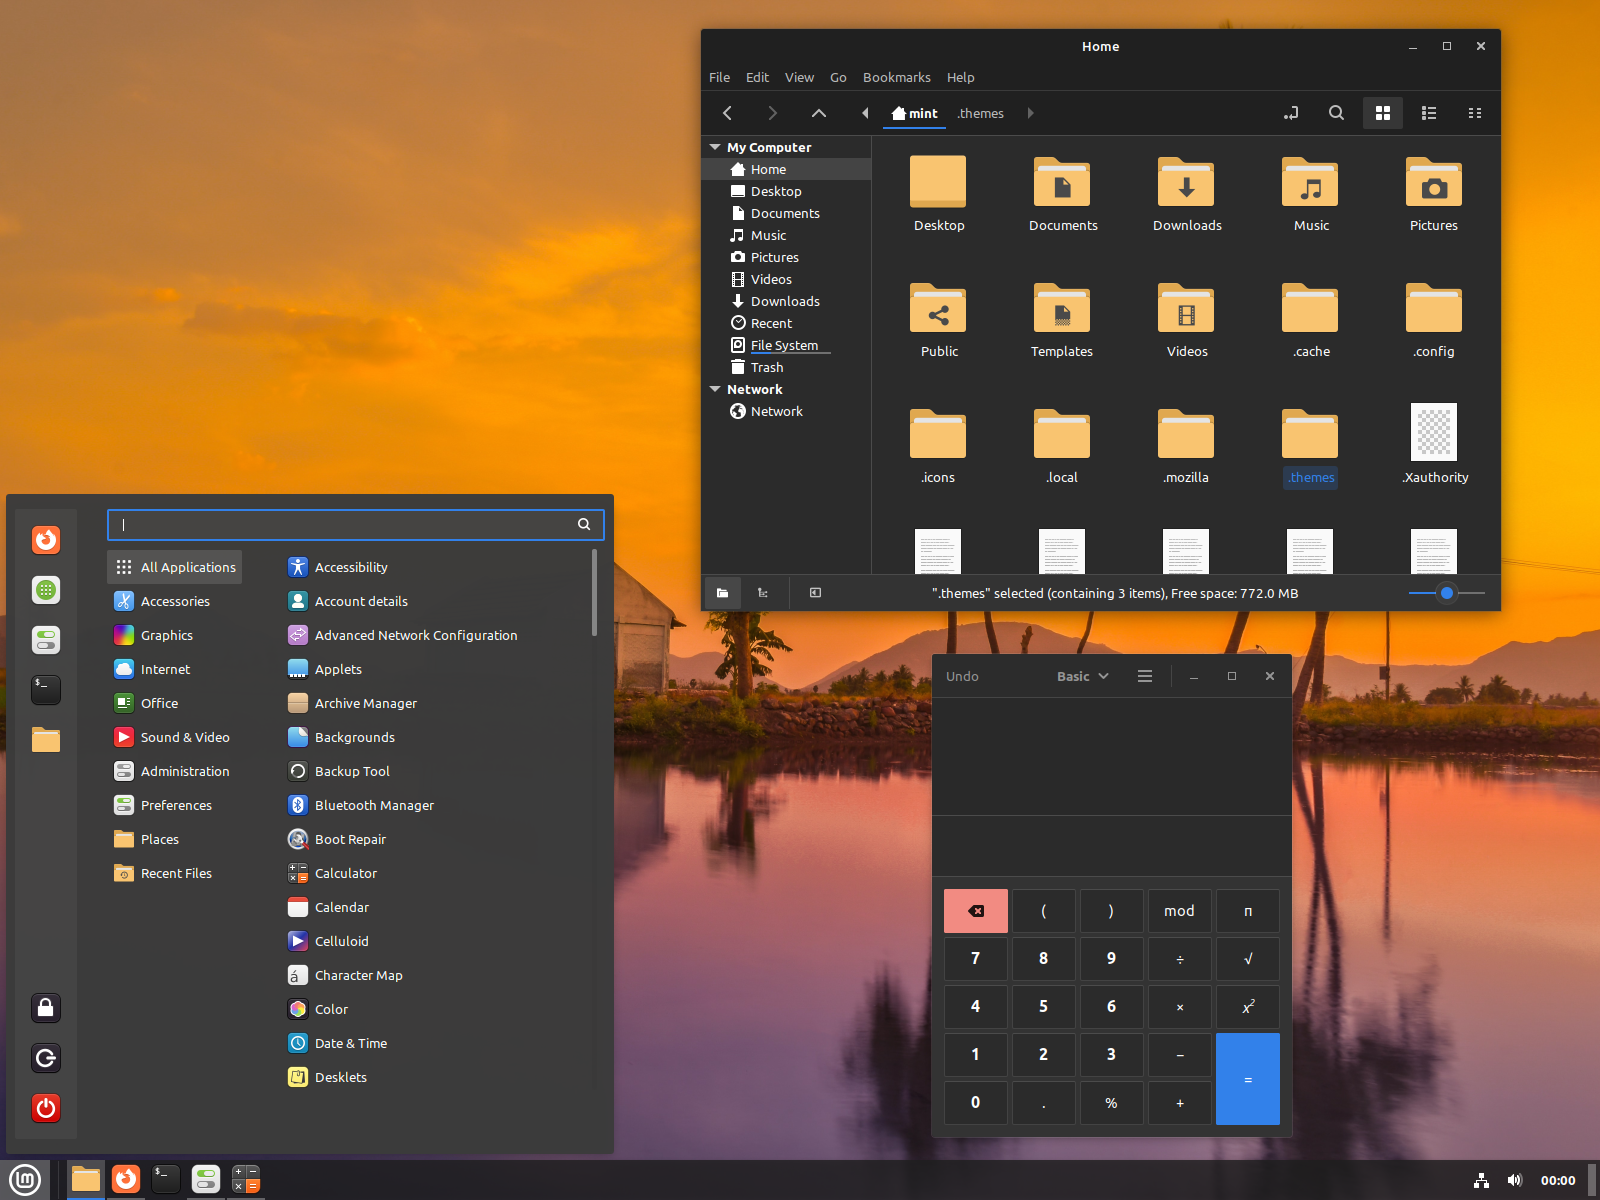 Home
File Edit View Go Bookmarks Help
mint .themes
My Computer
Home
Desktop
Documents
Music
Pictures
Videos
Downloads
Recent
File System
Trash
Network
Network
Desktop Documents Downloads Music Pictures
Public Templates Videos .cache .config
.icons .local .mozilla .themes .Xauthority
".themes" selected (containing 3 items), Free space: 772.0 MB
All Applications
Accessories
Graphics
Internet
Office
Sound & Video
Administration
Preferences
Places
Recent Files
Accessibility
Account details
Advanced Network Configuration
Applets
Archive Manager
Backgrounds
Backup Tool
Bluetooth Manager
Boot Repair
Calculator
Calendar
Celluloid
Character Map
Color
Date & Time
Desklets
Undo Basic
( ) mod π
7 8 9 ÷ √
4 5 6 × x²
1 2 3 − =
0 . % +
00:00